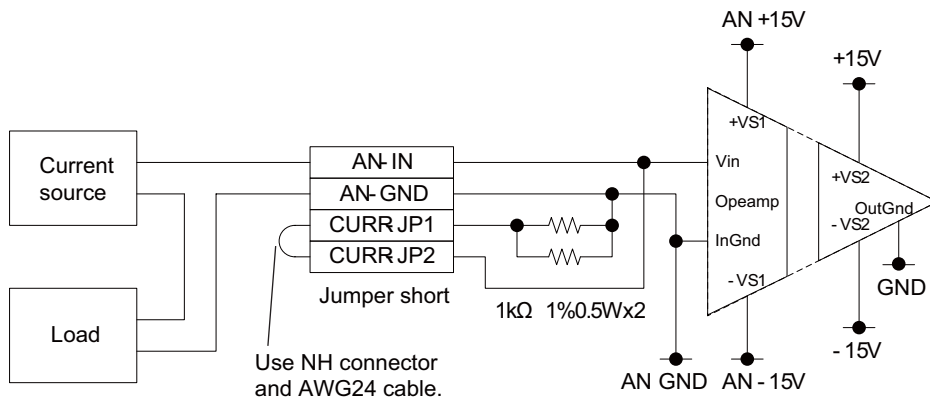 AN +15V
+15V
Current
source
AN-IN
AN-GND
CURR-JP1
CURR-JP2
Jumper short
+VS1
Vin
Opeamp
InGnd
-VS1
+VS2
OutGnd
-VS2
GND
1kΩ 1%0.5Wx2
Load
Use NH connector
and AWG24 cable.
AN GND
AN -15V
-15V